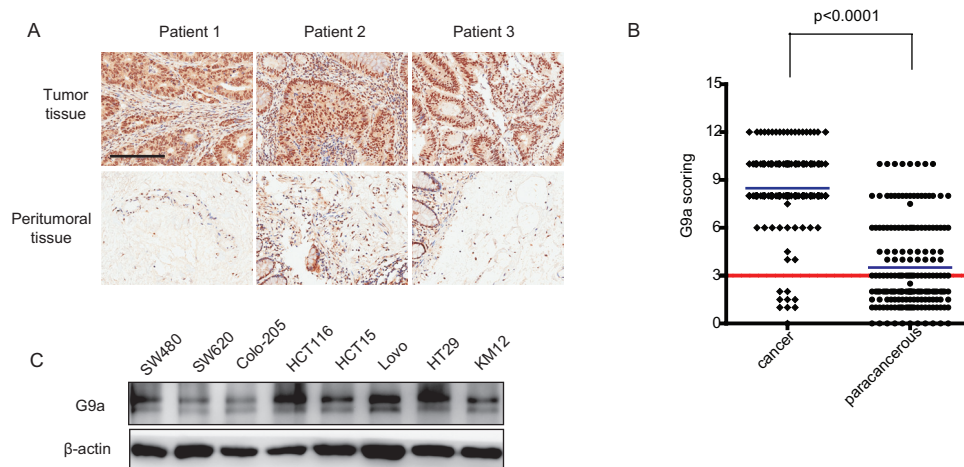 A
Patient 1
Patient 2
Patient 3
Tumor
tissue
Peritumoral
tissue
B
p<0.0001
G9a scoring
15
12
9
6
3
0
cancer
paracancerous
C
SW480
SW620
Colo-205
HCT116
HCT15
Lovo
HT29
KM12
G9a
β-actin